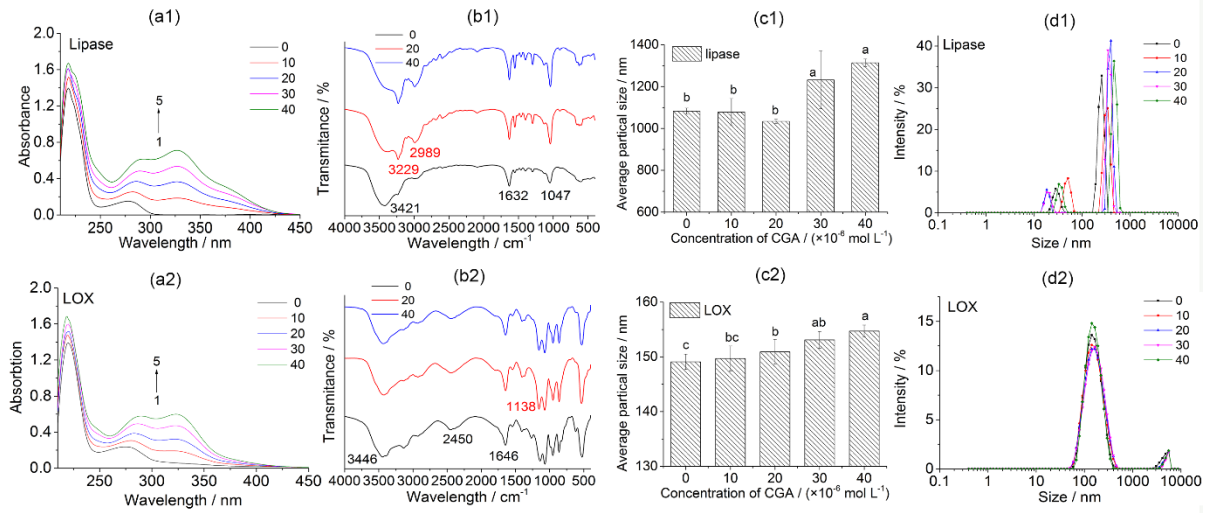 (a1)
Lipase
0
10
20
30
40
5
1
Absorbance
2.0
1.6
1.2
0.8
0.4
0.0
250 300 350 400 450
Wavelength / nm
(b1)
0
20
40
2989
3229
3421
1632
1047
Transmitance / %
4000 3500 3000 2500 2000 1500 1000 500
Wavelength / cm⁻¹
(c1)
lipase
b b b a a
Average partical size / nm
1400
1200
1000
800
600
0 10 20 30 40
Concentration of CGA / (×10⁻⁶ mol L⁻¹)
(d1)
Lipase
0
10
20
30
40
Intensity / %
40
30
20
10
0
0.1 1 10 100 1000 10000
Size / nm
(a2)
LOX
0
10
20
30
40
5
1
Absorbtion
2.0
1.6
1.2
0.8
0.4
0.0
250 300 350 400 450
Wavelength / nm
(b2)
0
20
40
1138
3446
2450
1646
Transmitance / %
4000 3500 3000 2500 2000 1500 1000 500
Wavelength / cm⁻¹
(c2)
LOX
c bc b ab a
Average partical size / nm
160
150
140
130
0 10 20 30 40
Concentration of CGA / (×10⁻⁶ mol L⁻¹)
(d2)
LOX
0
10
20
30
40
Intensity / %
15
10
5
0
0.1 1 10 100 1000 10000
Size / nm